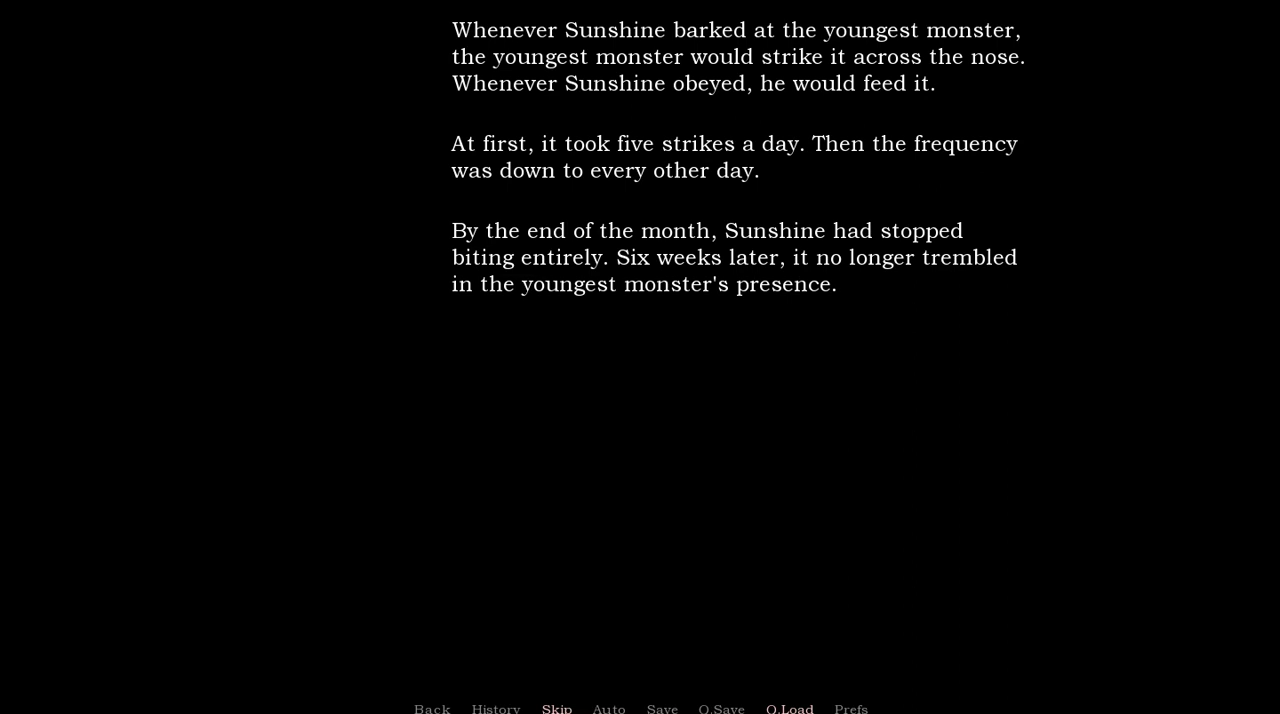 Whenever Sunshine barked at the youngest monster,
the youngest monster would strike it across the nose.
Whenever Sunshine obeyed, he would feed it.
At first, it took five strikes a day. Then the frequency
was down to every other day.
By the end of the month, Sunshine had stopped
biting entirely. Six weeks later, it no longer trembled
in the youngest monster's presence.
Back History Skip Auto Save Q.Save Q.Load Prefs